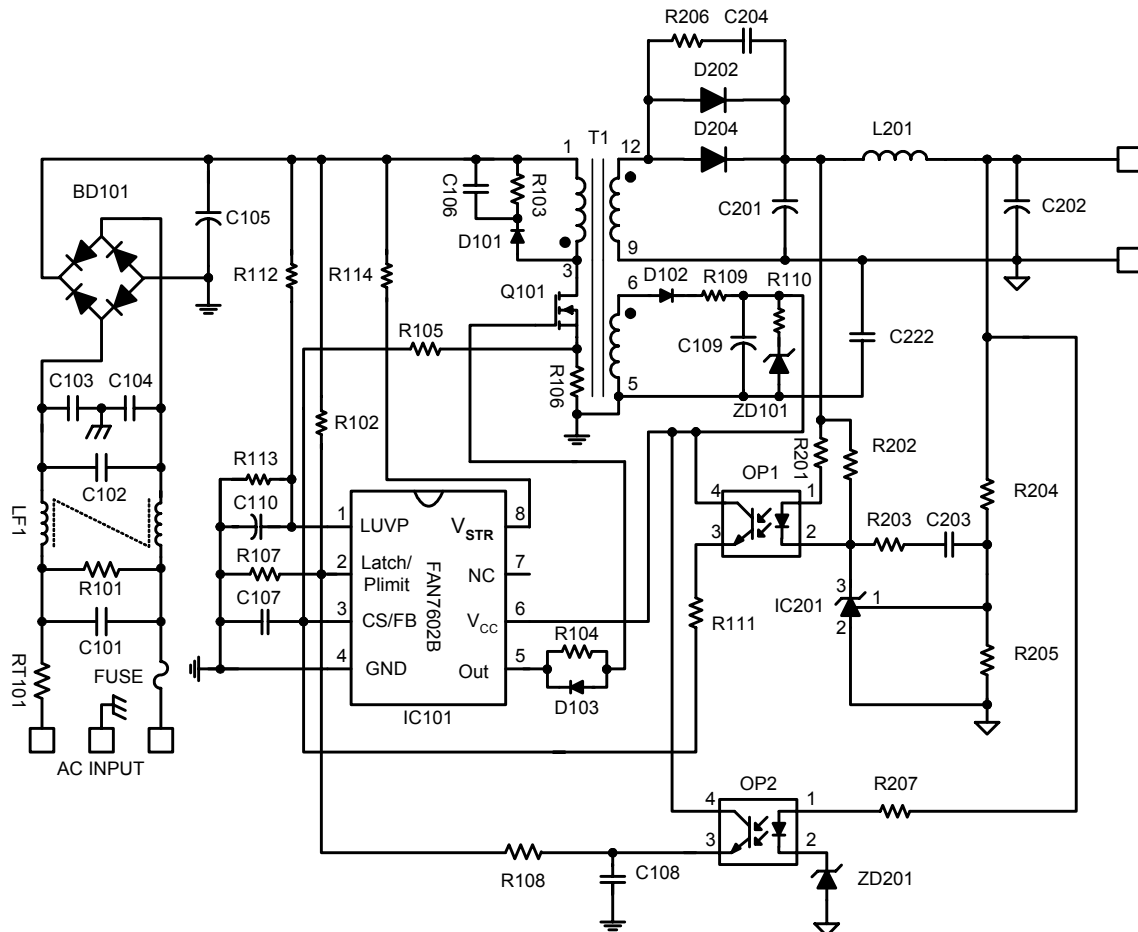 R206 C204
D202
D204
L201
1 T1 12
BD101
C106
R103
C105
D101
C201
C202
9
3
R112
R114
Q101
6 D102 R109 R110
R105
C109
C222
R106
5
ZD101
C103 C104
R102
R201
R202
R113
C102
OP1
C110
4 1
R204
LF1
1 LUVP VSTR 8
3 2
R203 C203
R107
2 Latch/
Plimit
NC 7
R101
FAN7602B
C107
3
IC201 1
3 CS/FB VCC 6
R111
2
C101
R104
R205
RT101
FUSE
4 GND Out 5
D103
IC101
AC INPUT
OP2
R207
4 1
3 2
R108
C108
ZD201